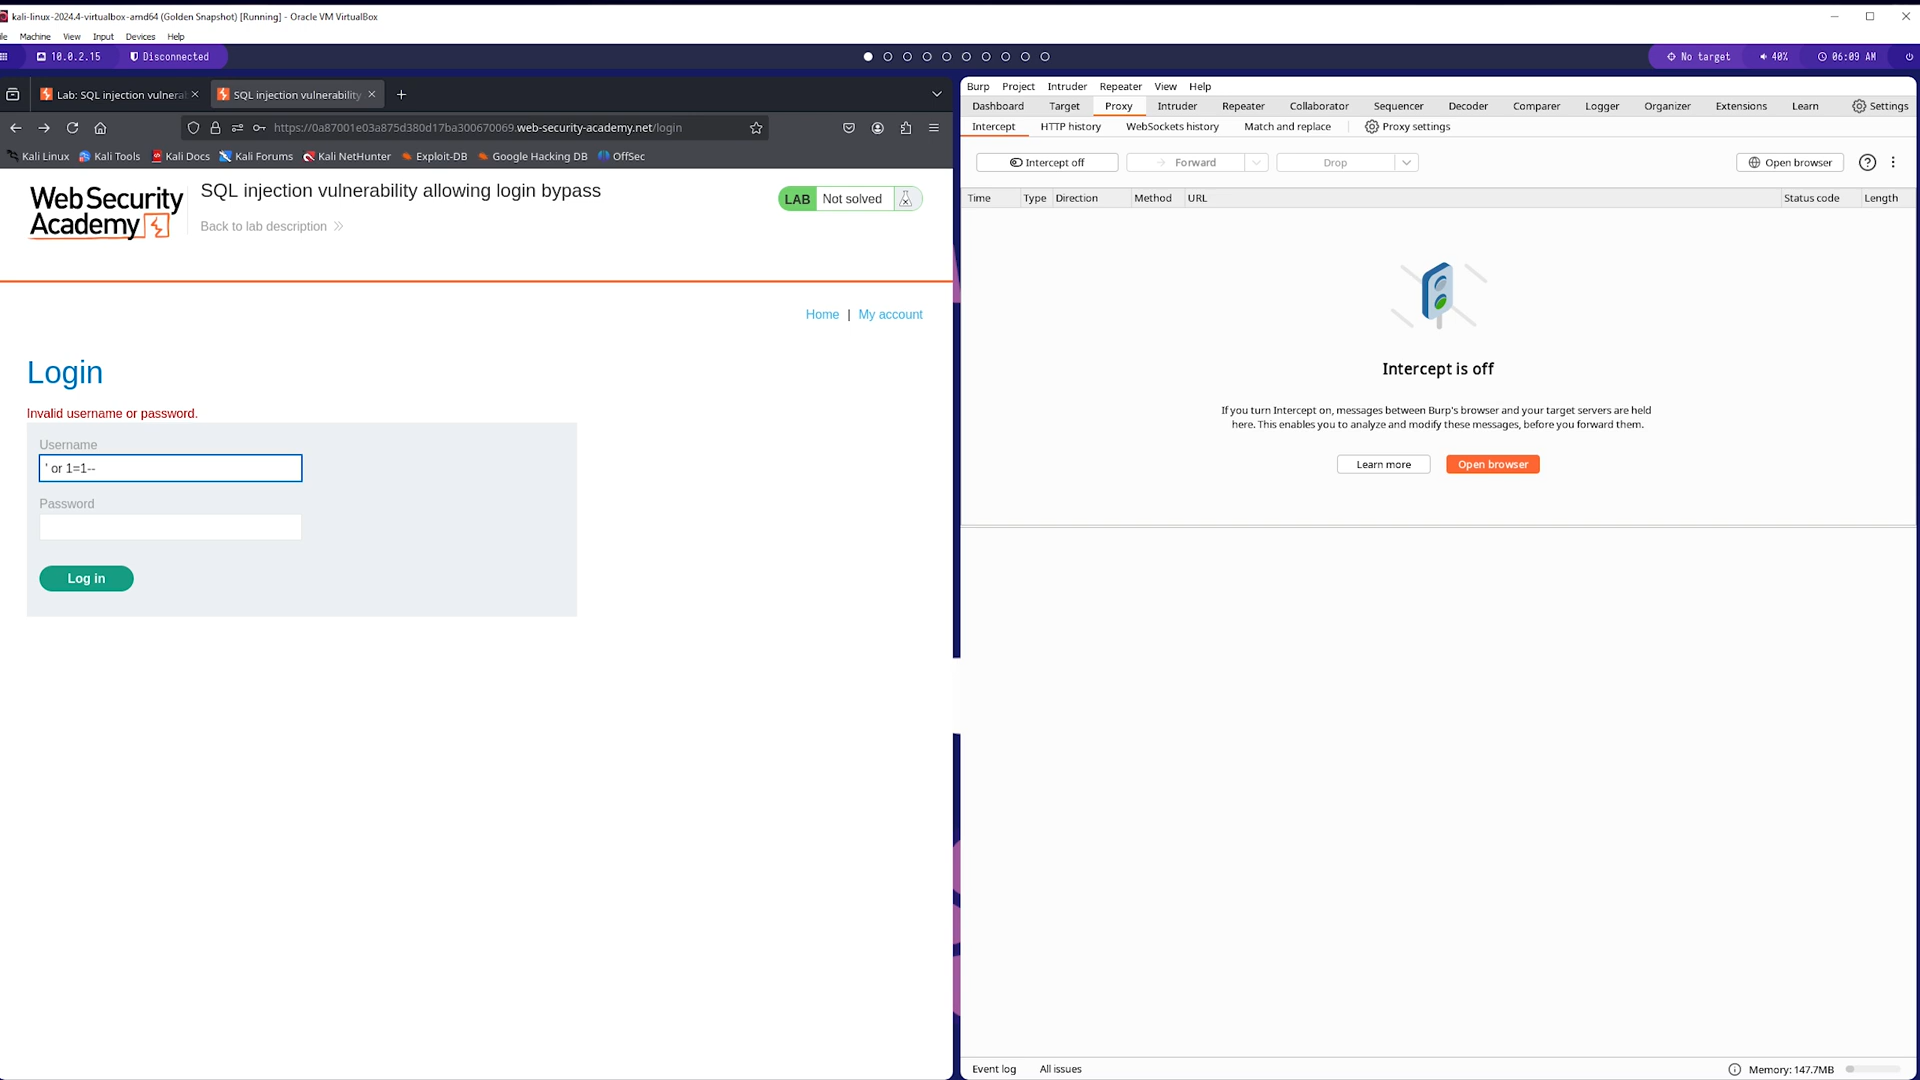 kali-linux-2024.4-virtualbox-amd64 (Golden Snapshot) [Running] - Oracle VM VirtualBox
Machine View Input Devices Help
10.0.2.15 Disconnected
No target 40% 06:09 AM
Lab: SQL injection vulnera
SQL injection vulnerability
https://0a87001e03a875d380d17ba300670069.web-security-academy.net/login
Kali Linux Kali Tools Kali Docs Kali Forums Kali NetHunter Exploit-DB Google Hacking DB OffSec
Web Security
Academy
SQL injection vulnerability allowing login bypass
Back to lab description
LAB Not solved
Home | My account
Login
Invalid username or password.
Username
' or 1=1--
Password
Log in
Burp Project Intruder Repeater View Help
Dashboard Target Proxy Intruder Repeater Collaborator Sequencer Decoder Comparer Logger Organizer Extensions Learn Settings
Intercept HTTP history WebSockets history Match and replace Proxy settings
Intercept off Forward Drop Open browser
Time Type Direction Method URL Status code Length
Intercept is off
If you turn Intercept on, messages between Burp's browser and your target servers are held
here. This enables you to analyze and modify these messages, before you forward them.
Learn more Open browser
Event log All issues Memory: 147.7MB